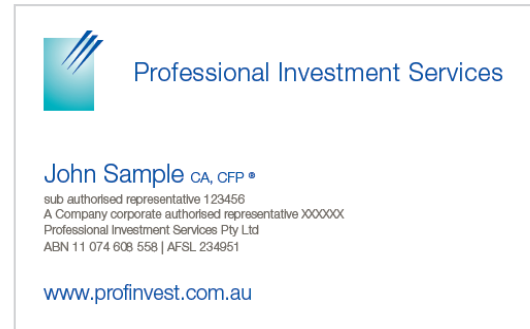 Professional Investment Services
John Sample CA, CFP ®
sub authorised representative 123456
A Company corporate authorised representative XXXXXX
Professional Investment Services Pty Ltd
ABN 11 074 608 558 | AFSL 234951
www.profinvest.com.au